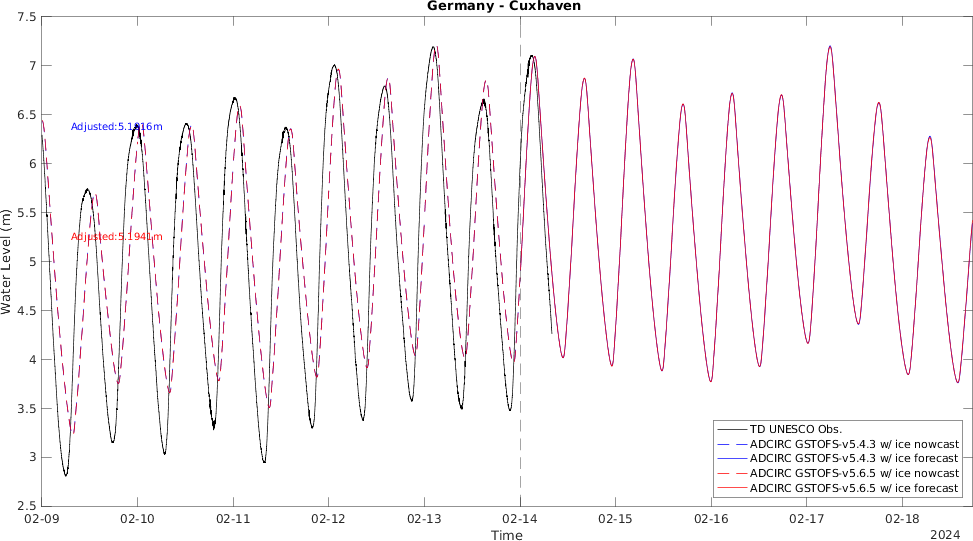 Germany - Cuxhaven
7.5
7
6.5
6
5.5
5
4.5
4
3.5
3
2.5
Water Level (m)
Adjusted:5.1916m
Adjusted:5.1941m
TD UNESCO Obs.
ADCIRC GSTOFS-v5.4.3 w/ ice nowcast
ADCIRC GSTOFS-v5.4.3 w/ ice forecast
ADCIRC GSTOFS-v5.6.5 w/ ice nowcast
ADCIRC GSTOFS-v5.6.5 w/ ice forecast
02-09 02-10 02-11 02-12 02-13 02-14 02-15 02-16 02-17 02-18
Time
2024